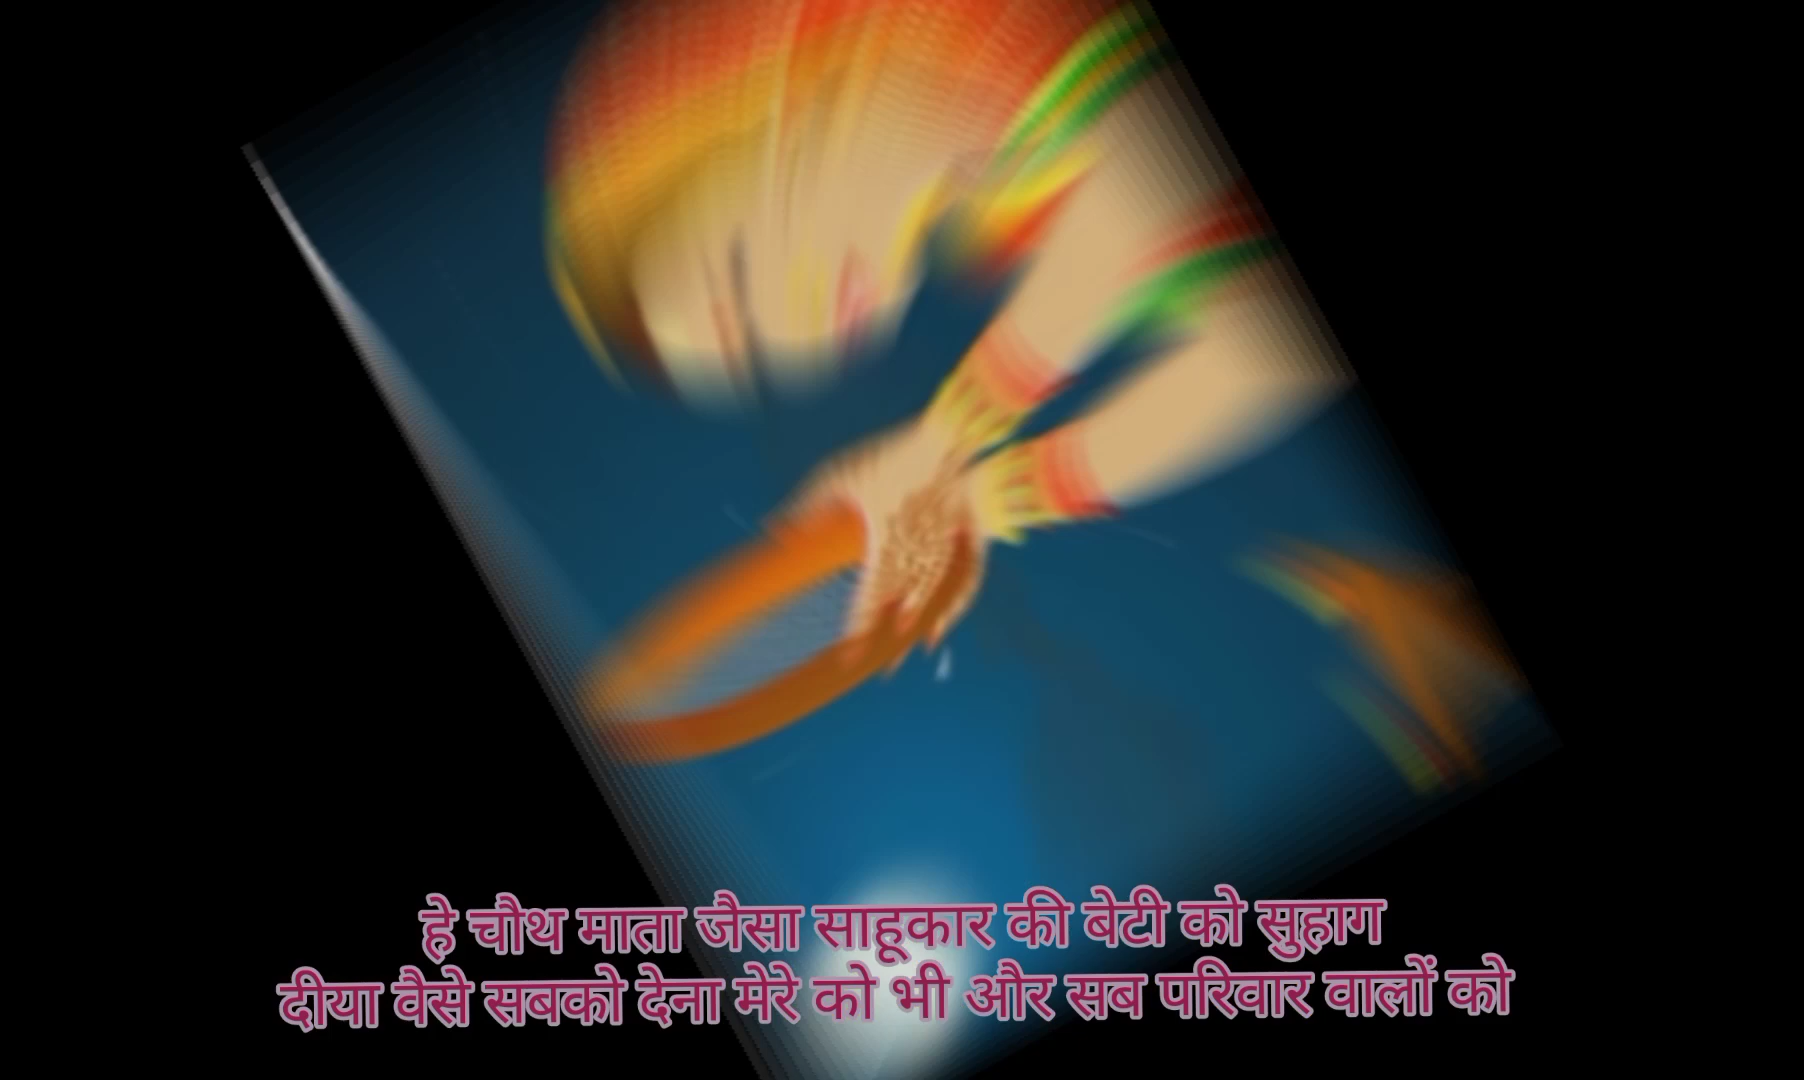 हे चौथ माता जैसा साहूकार की बेटी को सुहाग
दीया वैसे सबको देना मेरे को भी और सब परिवार वालों को